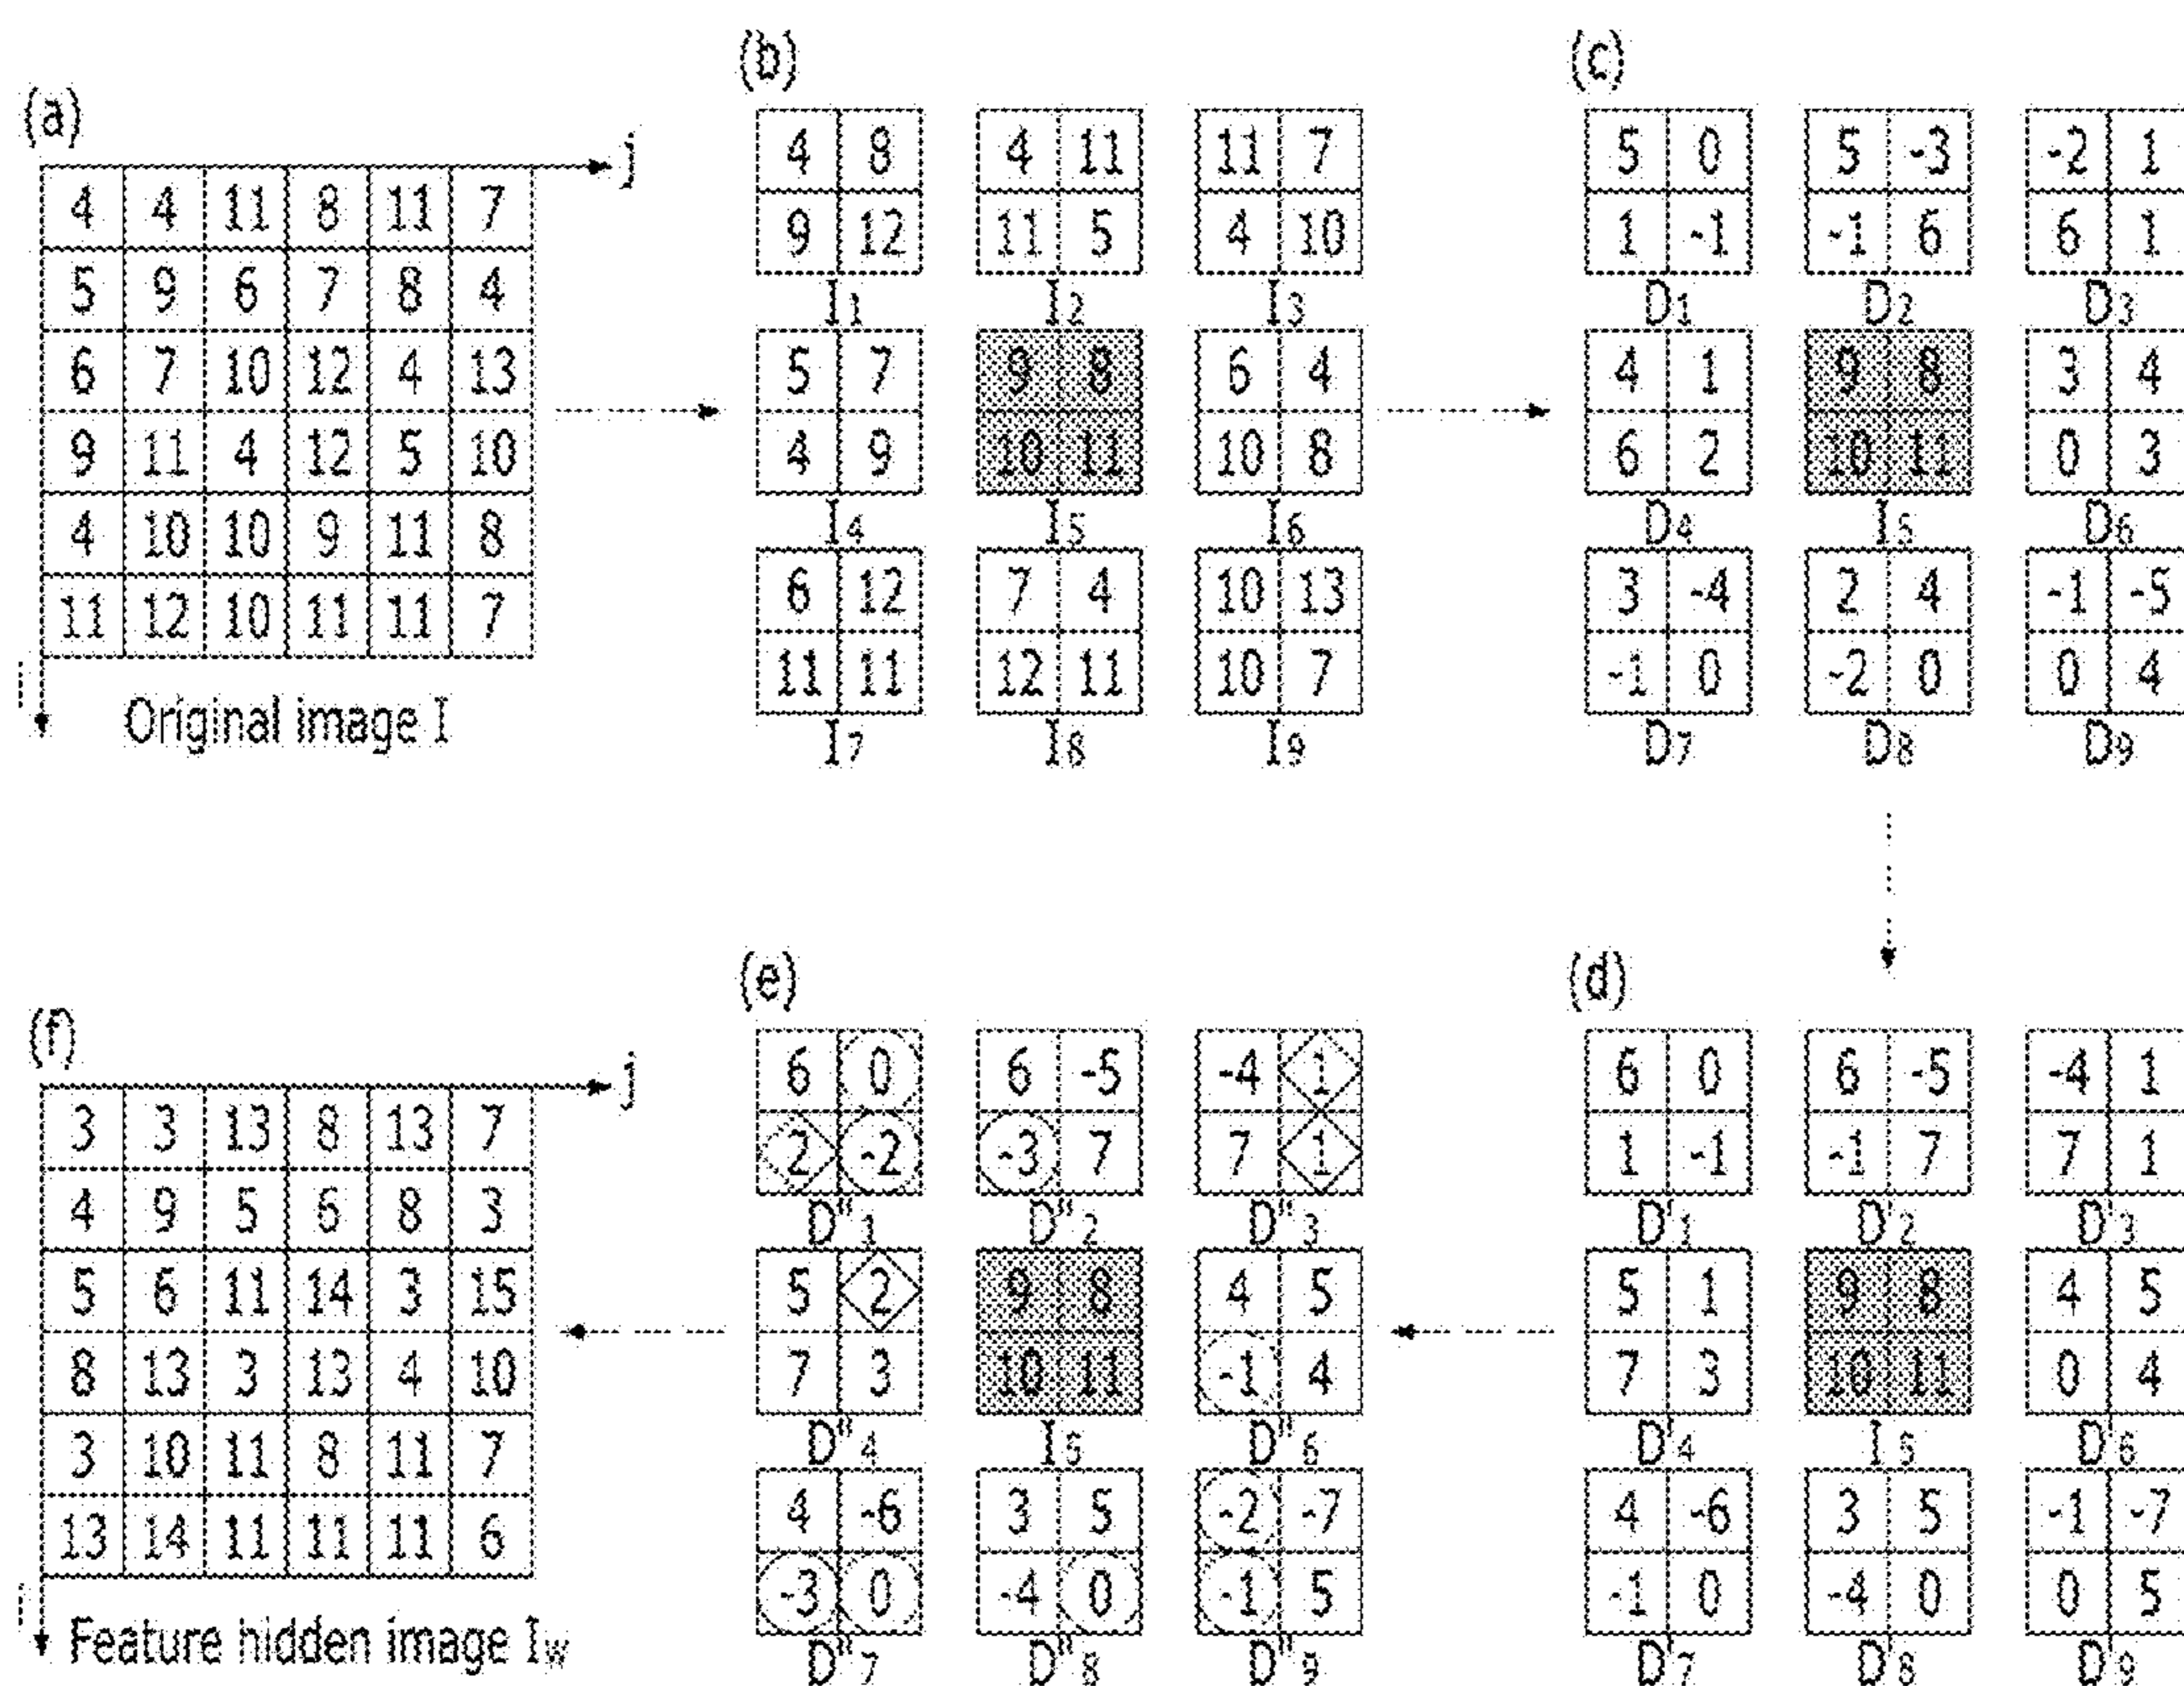 (a)
j
4 4 11 8 11 7
5 9 6 7 8 4
6 7 10 12 4 13
9 11 4 12 5 10
4 10 10 9 11 8
11 12 10 11 11 7
i
Original image I
(b)
4 8 4 11 11 7
9 12 11 5 4 10
I1 I2 I3
5 7 9 8 6 4
4 9 10 11 10 8
I4 I5 I6
6 12 7 4 10 13
11 11 12 11 10 7
I7 I8 I9
(c)
5 0 5 -3 -2 1
1 -1 -1 6 6 1
D1 D2 D3
4 1 9 8 3 4
6 2 10 11 0 3
D4 I5 D6
3 -4 2 4 -1 -5
-1 0 -2 0 0 4
D7 D8 D9
(d)
6 0 6 -5 -4 1
1 -1 -1 7 7 1
D'1 D'2 D'3
5 1 9 8 4 5
7 3 10 11 0 4
D'4 I5 D'6
4 -6 3 5 -1 -7
-1 0 -4 0 0 5
D'7 D'8 D'9
(e)
6 0 6 -5 -4 1
2 -2 -3 7 7 1
D"1 D"2 D"3
5 2 9 8 4 5
7 3 10 11 -1 4
D"4 I5 D"6
4 -6 3 5 -2 -7
-3 0 -4 0 -1 5
D"7 D"8 D"9
(f)
j
3 3 13 8 13 7
4 9 5 6 8 3
5 6 11 14 3 15
8 13 3 13 4 10
3 10 11 8 11 7
13 14 11 11 11 6
i
Feature hidden image Iw